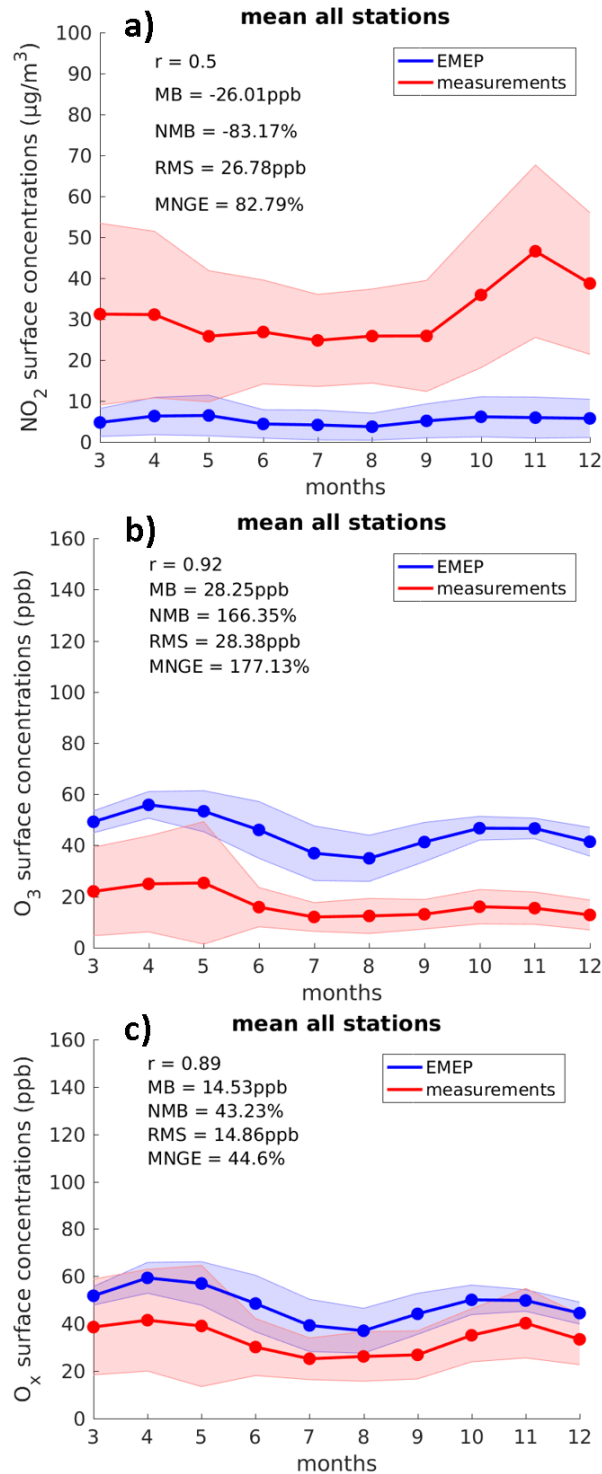 a)
mean all stations
100
90
80
70
60
50
40
30
20
10
0
NO2 surface concentrations (µg/m³)
r = 0.5
MB = -26.01ppb
NMB = -83.17%
RMS = 26.78ppb
MNGE = 82.79%
EMEP
measurements
3 4 5 6 7 8 9 10 11 12
months
b)
mean all stations
160
140
120
100
80
60
40
20
0
O3 surface concentrations (ppb)
r = 0.92
MB = 28.25ppb
NMB = 166.35%
RMS = 28.38ppb
MNGE = 177.13%
EMEP
measurements
3 4 5 6 7 8 9 10 11 12
months
c)
mean all stations
160
140
120
100
80
60
40
20
0
Ox surface concentrations (ppb)
r = 0.89
MB = 14.53ppb
NMB = 43.23%
RMS = 14.86ppb
MNGE = 44.6%
EMEP
measurements
3 4 5 6 7 8 9 10 11 12
months